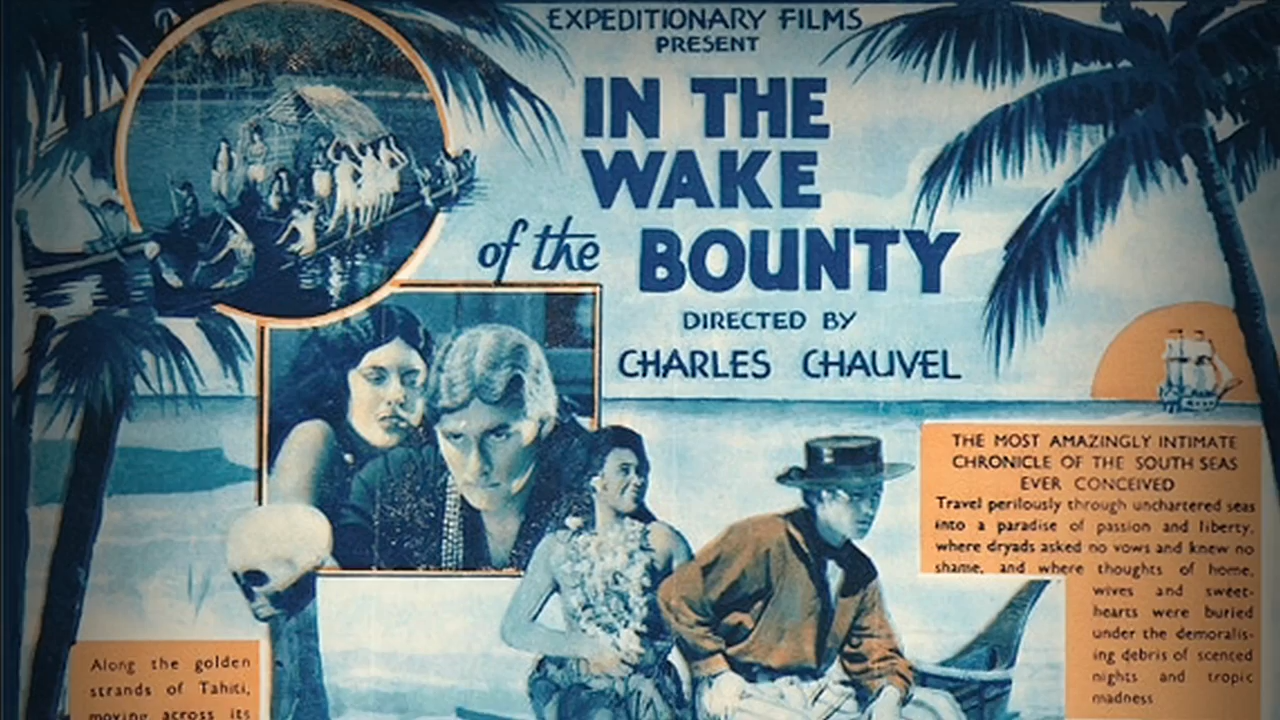 EXPEDITIONARY FILMS
PRESENT
IN THE
WAKE
of the BOUNTY
DIRECTED BY
CHARLES CHAUVEL
THE MOST AMAZINGLY INTIMATE
CHRONICLE OF THE SOUTH SEAS
EVER CONCEIVED
Travel perilously through unchartered seas
into a paradise of passion and liberty,
where dryads asked no vows and knew no
shame, and where thoughts of home,
wives and sweet-
hearts were buried
under the demoralis-
ing debris of scented
nights and tropic
madness
Along the golden
strands of Tahiti,
moving across its